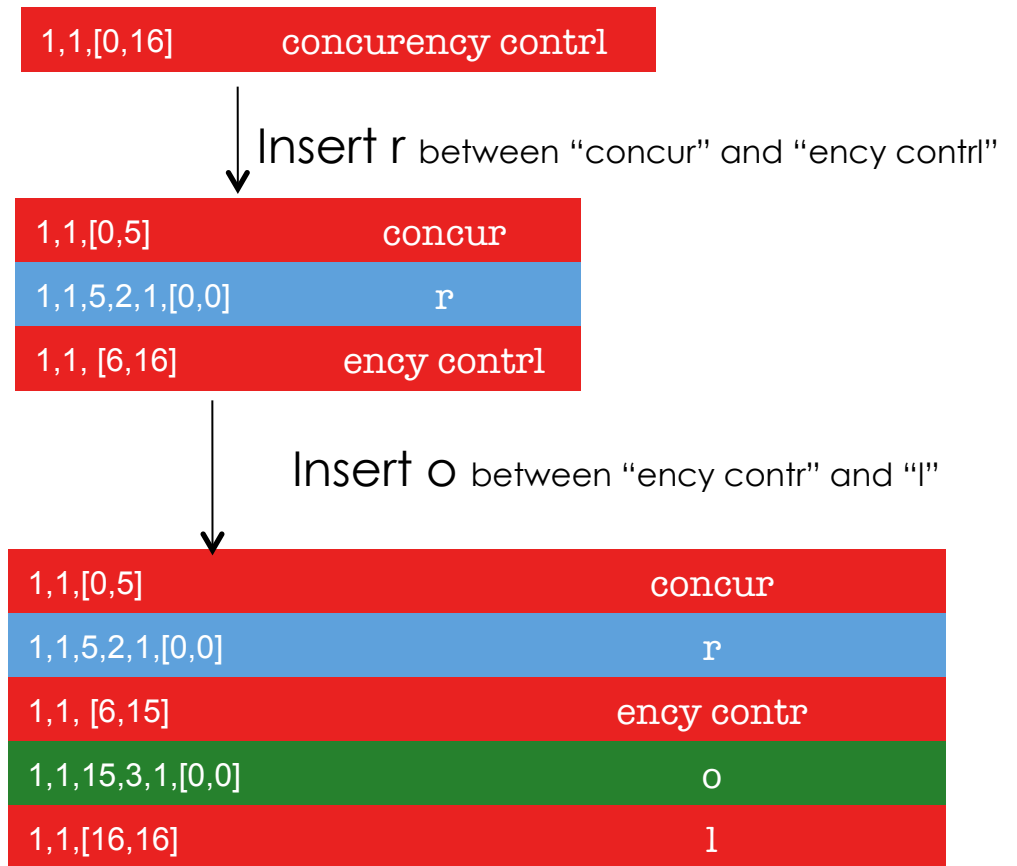 1,1,[0,16] concurency contrl
Insert r between “concur” and “ency contrl”
1,1,[0,5] concur
1,1,5,2,1,[0,0] r
1,1, [6,16] ency contrl
Insert o between “ency contr” and “l”
1,1,[0,5] concur
1,1,5,2,1,[0,0] r
1,1, [6,15] ency contr
1,1,15,3,1,[0,0] o
1,1,[16,16] l